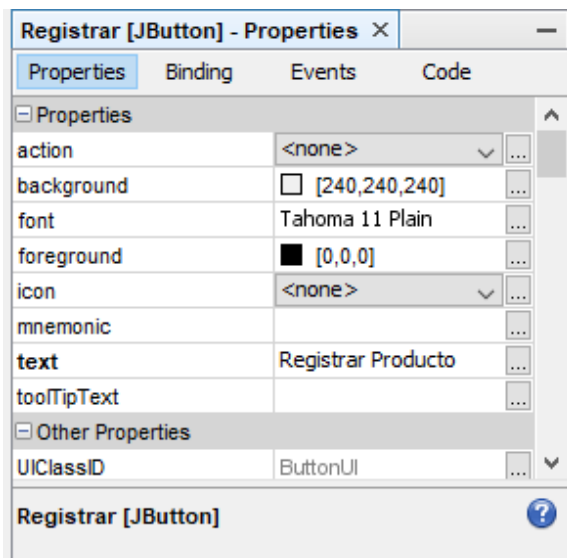 Registrar [JButton] - Properties ×
Properties Binding Events Code
Properties
action <none> ...
background [240,240,240] ...
font Tahoma 11 Plain ...
foreground [0,0,0] ...
icon <none> ...
mnemonic ...
text Registrar Producto ...
toolTipText ...
Other Properties
UIClassID ButtonUI ...
Registrar [JButton] ?